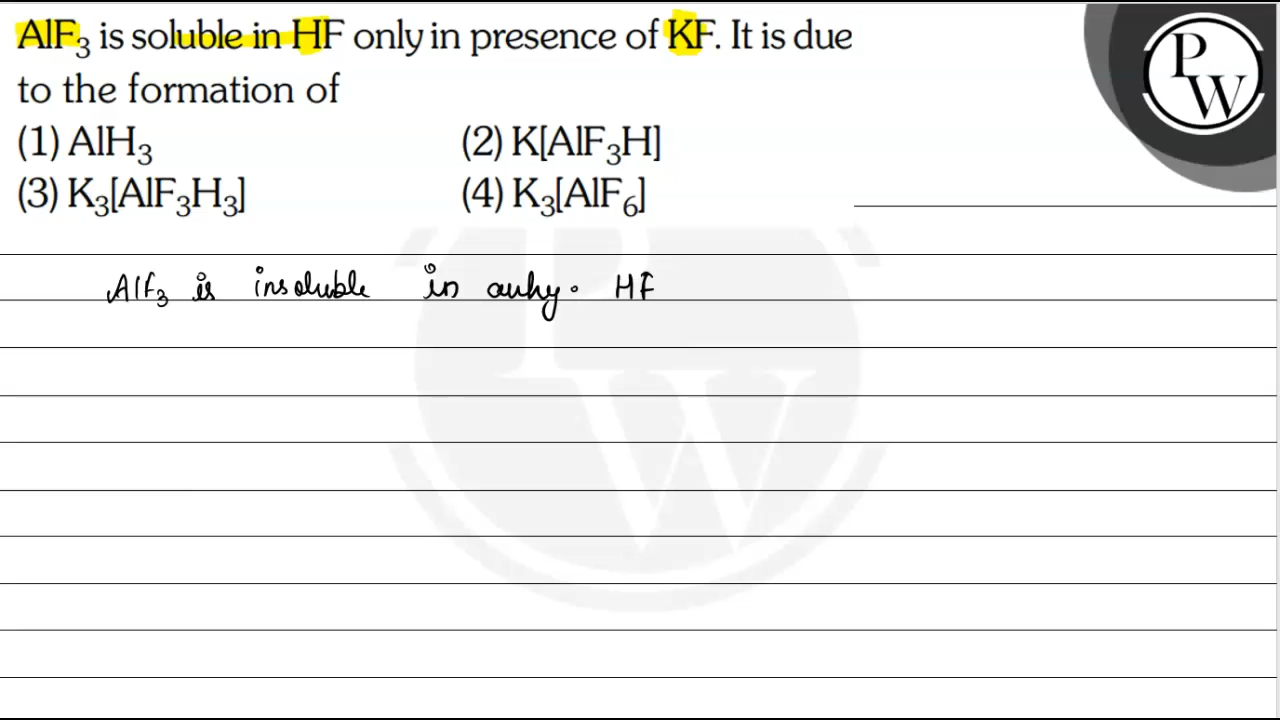 AlF₃ is soluble in HF only in presence of KF. It is due
to the formation of
(1) AlH₃ (2) K[AlF₃H]
(3) K₃[AlF₃H₃] (4) K₃[AlF₆]
AlF₃ is insoluble in anhy. HF
P
W
P
W